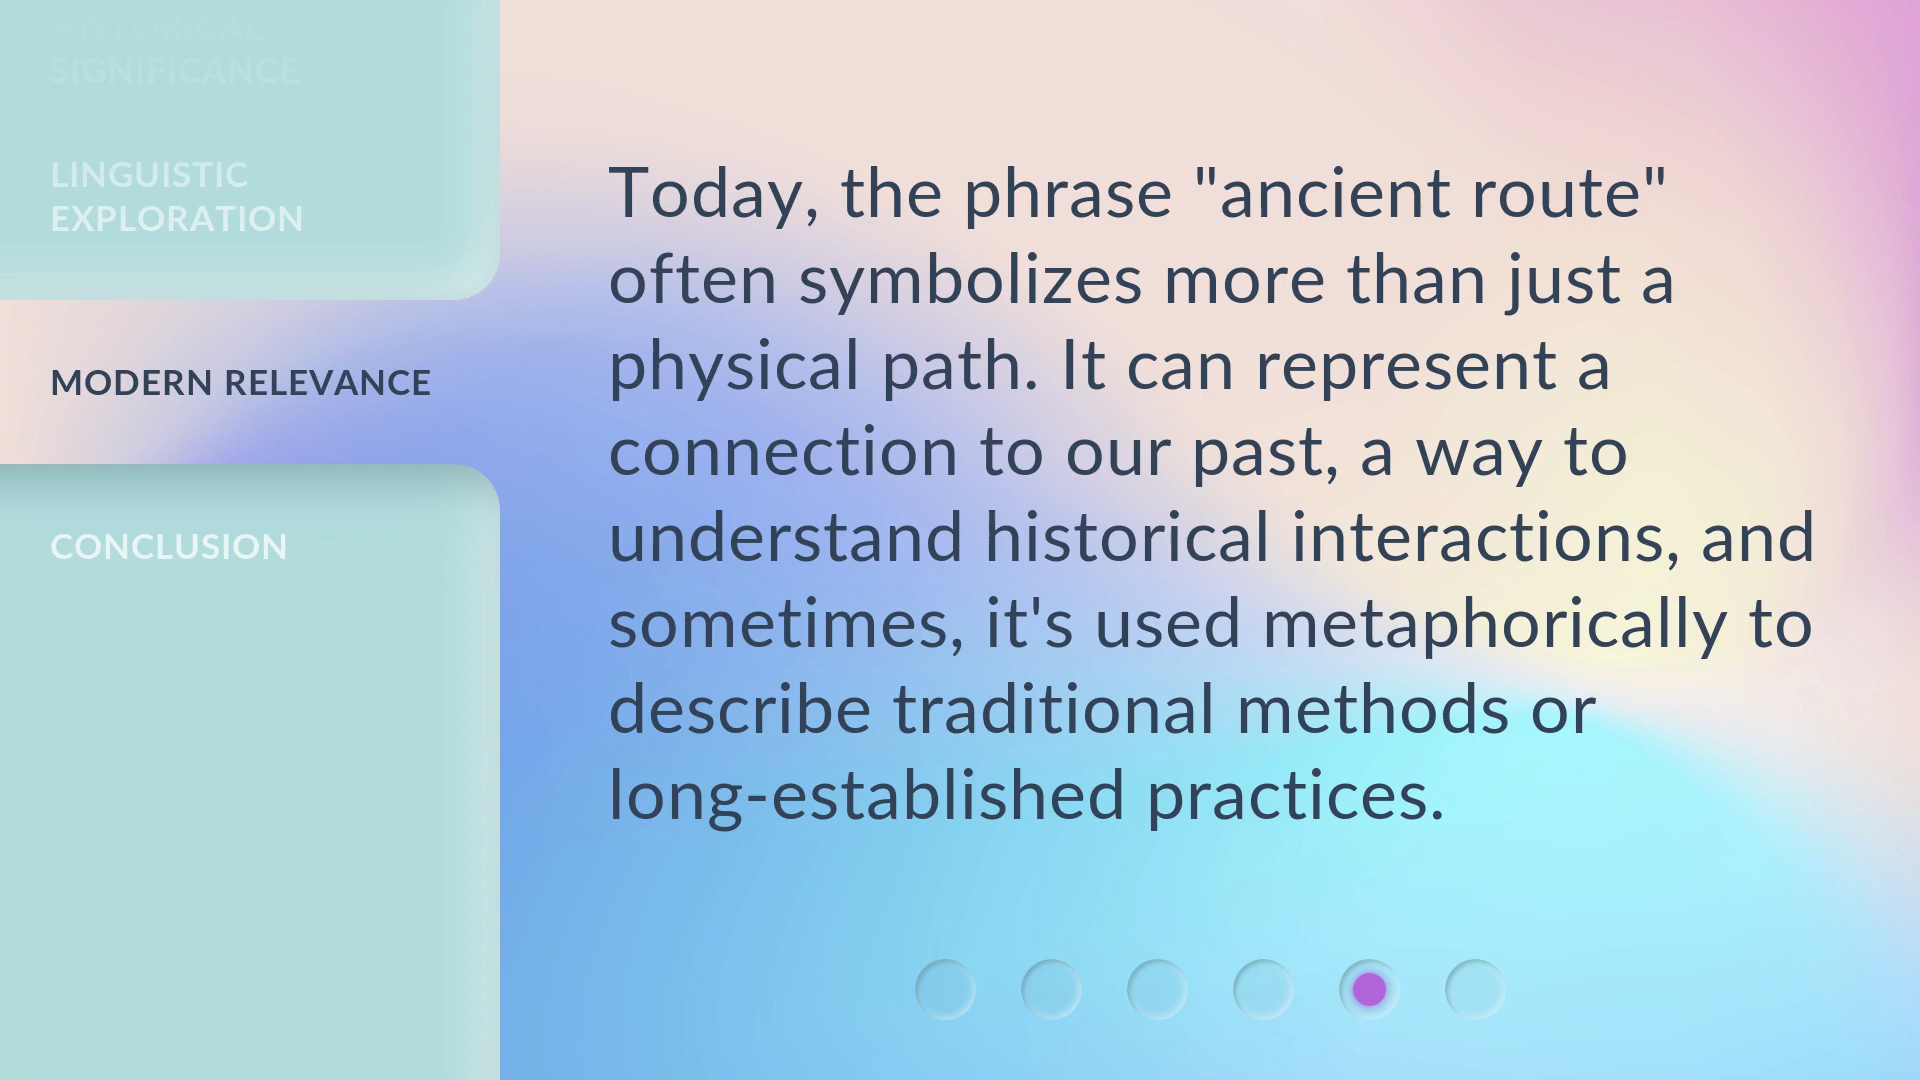 HISTORICAL
SIGNIFICANCE
LINGUISTIC
EXPLORATION
MODERN RELEVANCE
CONCLUSION
Today, the phrase "ancient route"
often symbolizes more than just a
physical path. It can represent a
connection to our past, a way to
understand historical interactions, and
sometimes, it's used metaphorically to
describe traditional methods or
long-established practices.